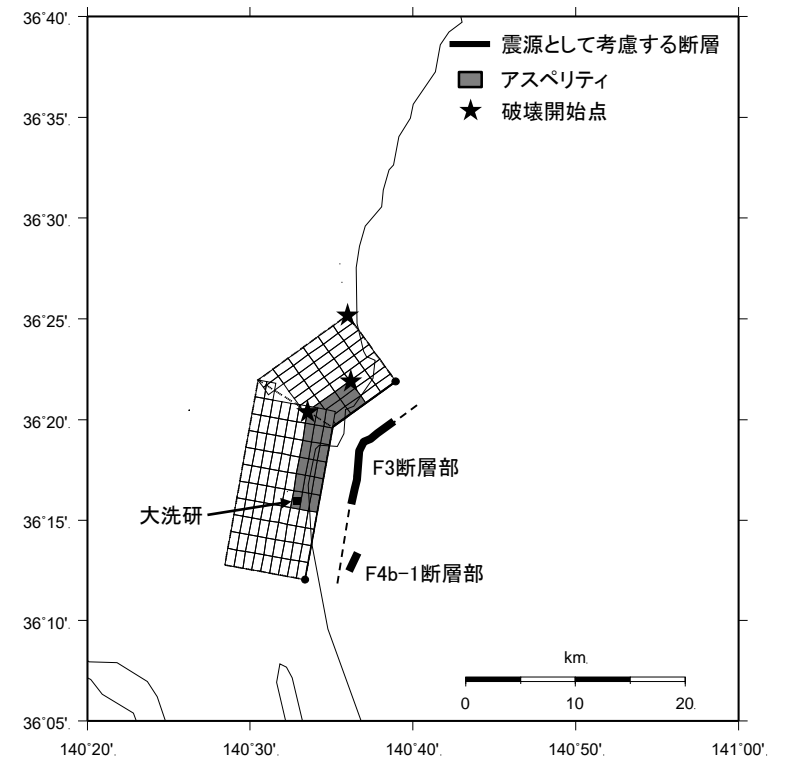 36˚40'.
震源として考慮する断層
アスペリティ
破壊開始点
36˚35'.
36˚30'.
36˚25'.
36˚20'.
F3断層部
36˚15'.
大洗研
F4b−1断層部
36˚10'.
km.
0
10
20.
36˚05'.
140˚20'.
140˚30'.
140˚40'.
140˚50'.
141˚00'.